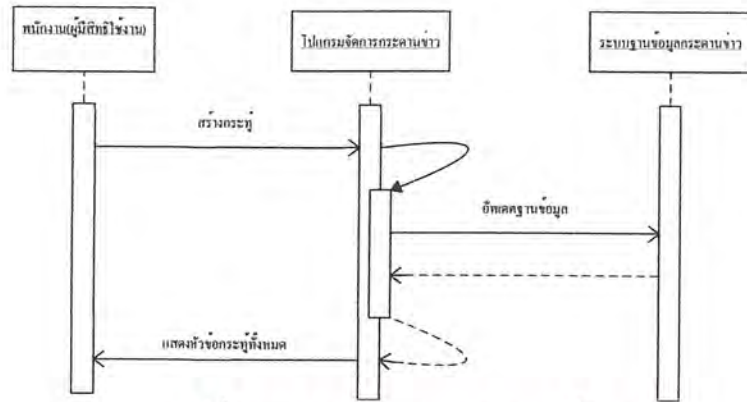 พนักงาน(ผู้มีสิทธิใช้งาน)
โปแกรมจัดการกระดานข่าว
ระบบฐานข้อมูลกระดานข่าว
สร้างกระทู้
อัพเดตฐานข้อมูล
แสดงหัวข้อกระทู้ทั้งหมด